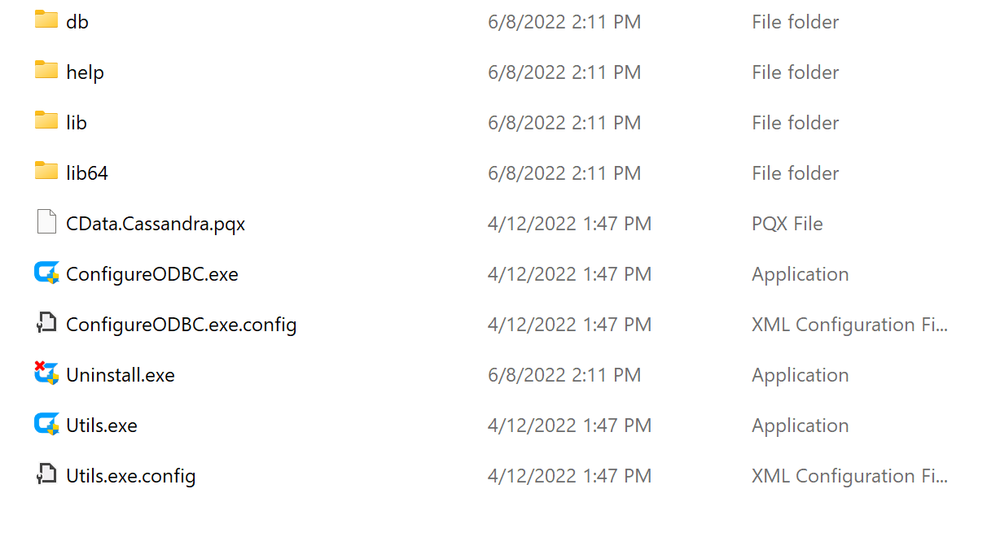 db 6/8/2022 2:11 PM File folder
help 6/8/2022 2:11 PM File folder
lib 6/8/2022 2:11 PM File folder
lib64 6/8/2022 2:11 PM File folder
CData.Cassandra.pqx 4/12/2022 1:47 PM PQX File
ConfigureODBC.exe 4/12/2022 1:47 PM Application
ConfigureODBC.exe.config 4/12/2022 1:47 PM XML Configuration Fi...
Uninstall.exe 6/8/2022 2:11 PM Application
Utils.exe 4/12/2022 1:47 PM Application
Utils.exe.config 4/12/2022 1:47 PM XML Configuration Fi...